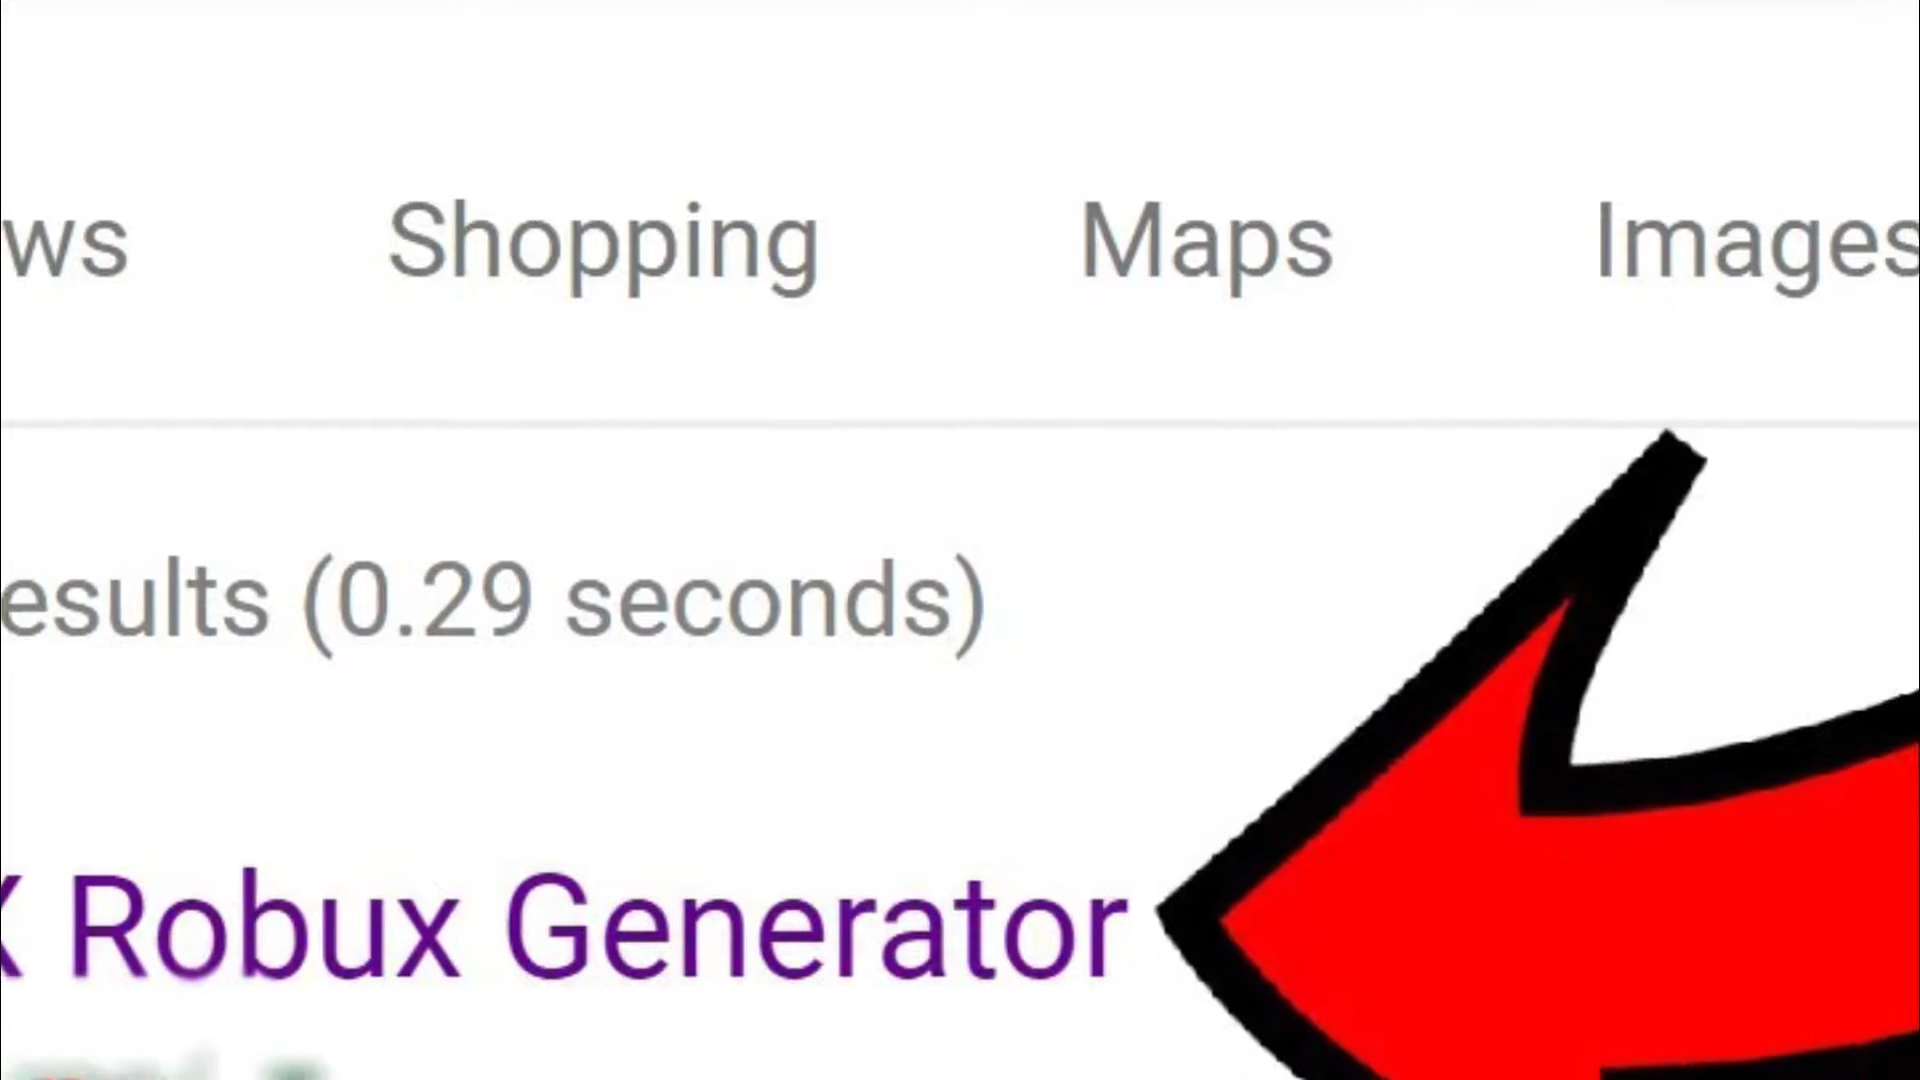 ws Shopping Maps Images
esults (0.29 seconds)
X Robux Generator